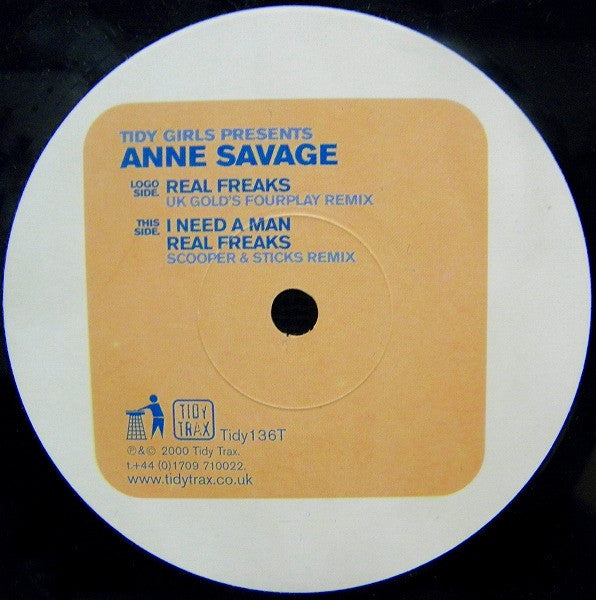 TIDY GIRLS PRESENTS
ANNE SAVAGE
LOGO SIDE. REAL FREAKS
UK GOLD'S FOURPLAY REMIX
THIS SIDE. I NEED A MAN
REAL FREAKS
SCOOPER & STICKS REMIX
TIDY TRAX Tidy136T
℗&© 2000 Tidy Trax.
t.+44 (0)1709 710022.
www.tidytrax.co.uk